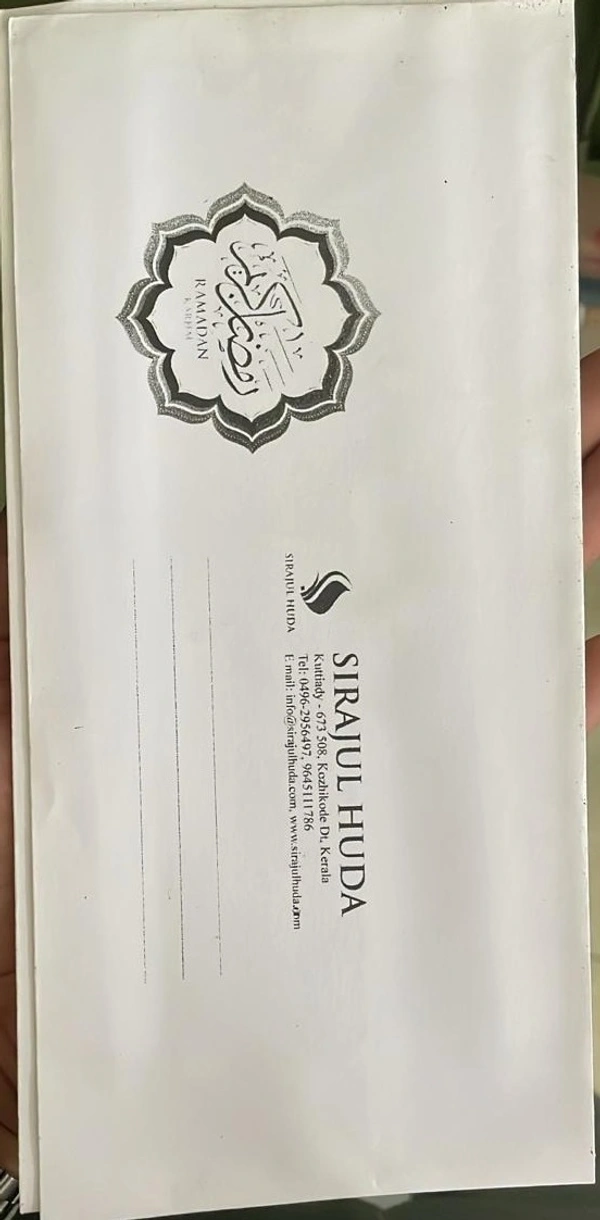 رمضان كريم
RAMADAN
KAREEM
SIRAJUL HUDA
SIRAJUL HUDA
Kuttiady - 673 508, Kozhikode Dt, Kerala
Tel: 0496-2956497, 9645111786
E mail: info@sirajulhuda.com, www.sirajulhuda.com